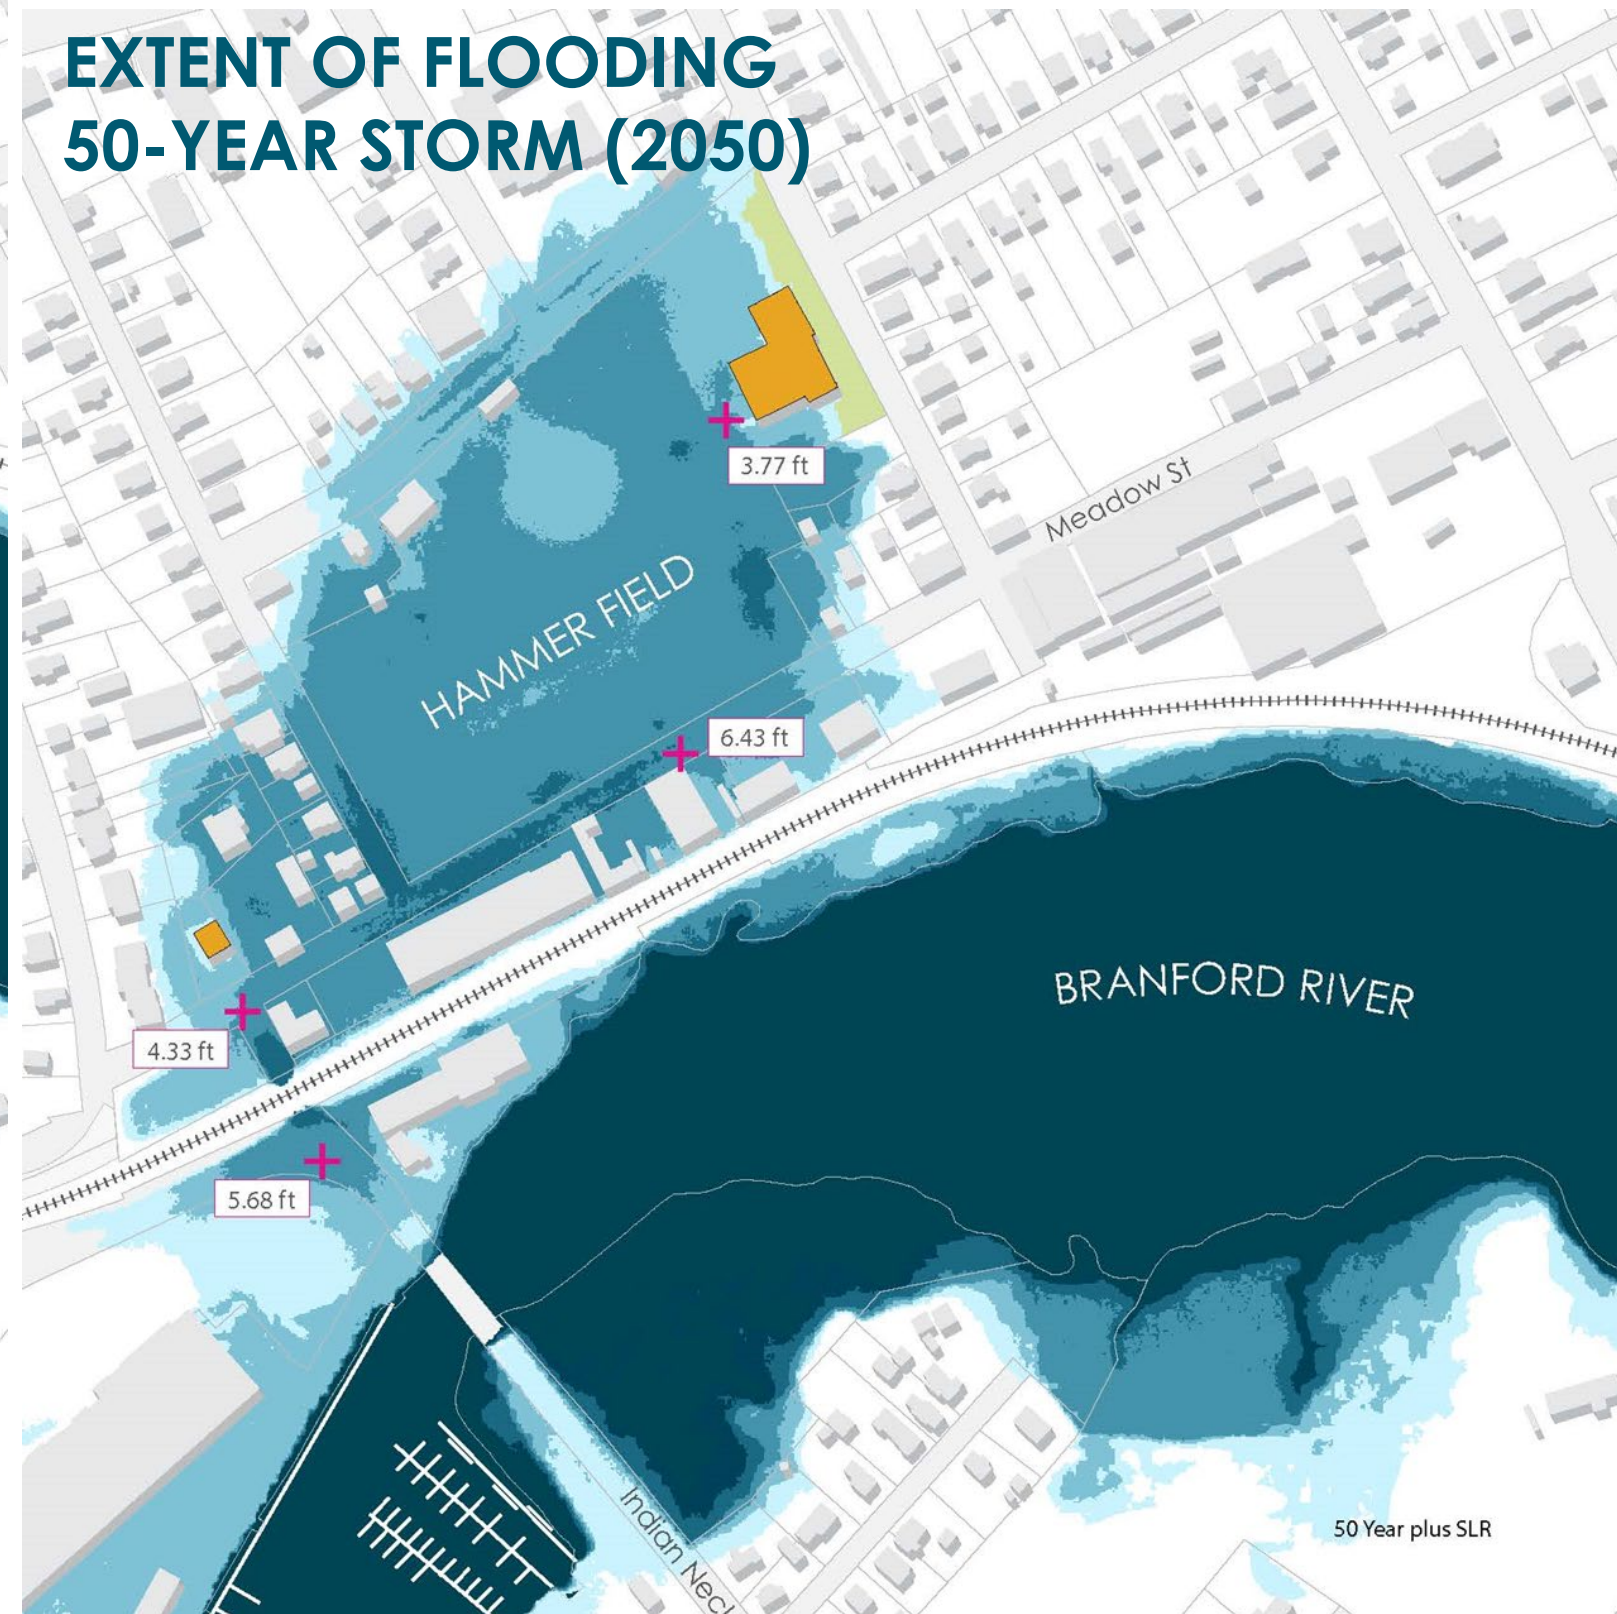 EXTENT OF FLOODING
50-YEAR STORM (2050)
3.77 ft
Meadow St
HAMMER FIELD
6.43 ft
BRANFORD RIVER
4.33 ft
5.68 ft
Indian Neck
50 Year plus SLR